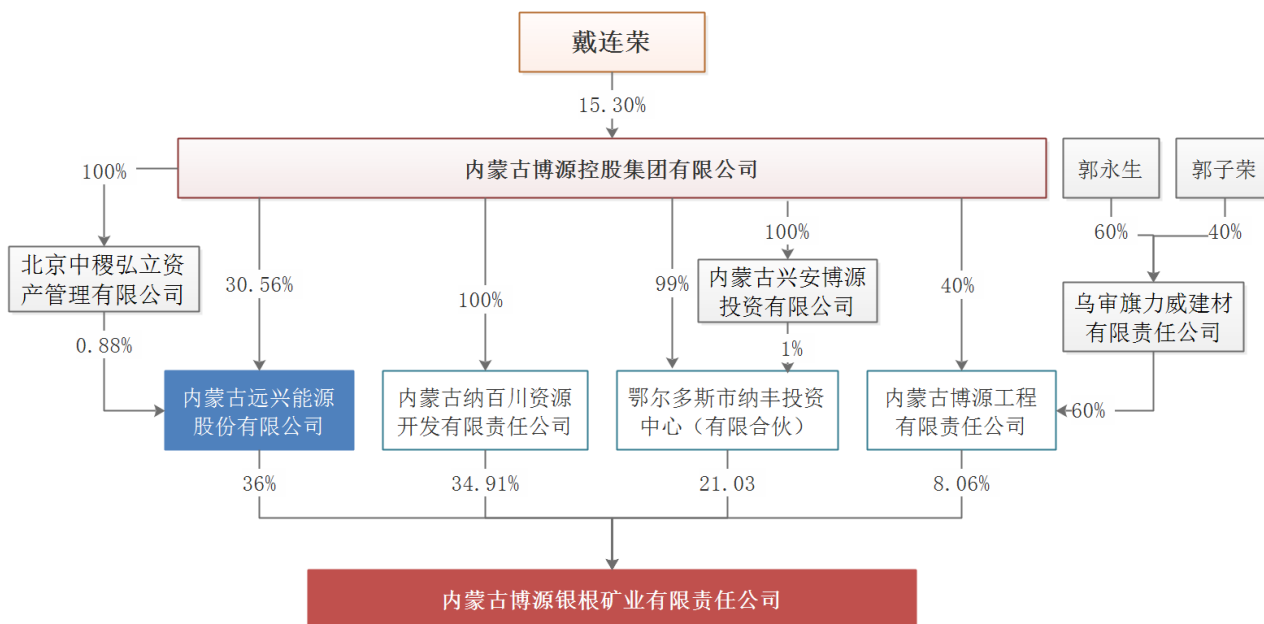 戴连荣
15.30%
内蒙古博源控股集团有限公司
郭永生
郭子荣
100%
60%
40%
北京中稷弘立资
产管理有限公司
30.56%
100%
99%
100%
内蒙古兴安博源
投资有限公司
40%
乌审旗力威建材
有限责任公司
0.88%
1%
内蒙古远兴能源
股份有限公司
内蒙古纳百川资源
开发有限责任公司
鄂尔多斯市纳丰投资
中心（有限合伙）
内蒙古博源工程
有限责任公司
60%
36%
34.91%
21.03
8.06%
内蒙古博源银根矿业有限责任公司